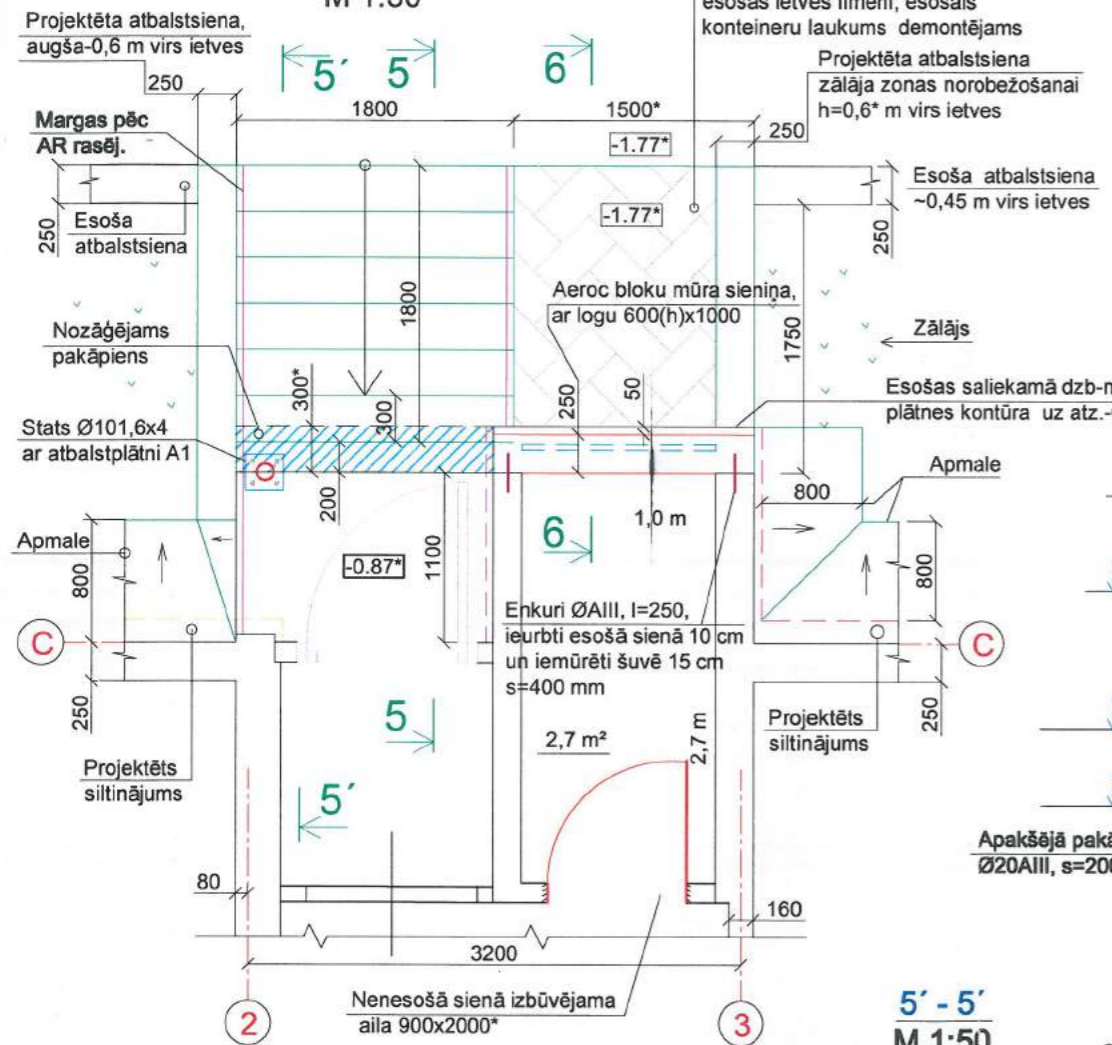 M 1:50
Projektēta atbalstsiena,
augša-0,6 m virs ietves
esošās ietves līmenī, esošais
konteineru laukums demontējams
5´
5
6
Projektēta atbalstsiena
zālāja zonas norobežošanai
h=0,6* m virs ietves
250
1800
1500*
250
Margas pēc
AR rasēj.
-1.77*
-1.77*
Esoša atbalstsiena
~0,45 m virs ietves
Esoša
atbalstsiena
250
250
1800
Aeroc bloku mūra sieniņa,
ar logu 600(h)x1000
1750
Zālājs
Nozāģējams
pakāpiens
300*
300
250
50
Esošas saliekamā dzb-
plātnes kontūra uz atz.-
Stats Ø101,6x4
ar atbalstplātni A1
Apmale
200
800
1,0 m
6
Apmale
800
-0.87*
1100
800
Enkuri ØAIII, l=250,
ieurbti esošā sienā 10 cm
un iemūrēti šuvē 15 cm
s=400 mm
C
C
250
250
5
2,7 m²
2,7 m
Projektēts
siltinājums
Projektēts
siltinājums
5´
Apakšējā
Ø20AIII,
80
160
3200
Nenesošā sienā izbūvējama
aila 900x2000*
2
3
5´ - 5´
M 1:50